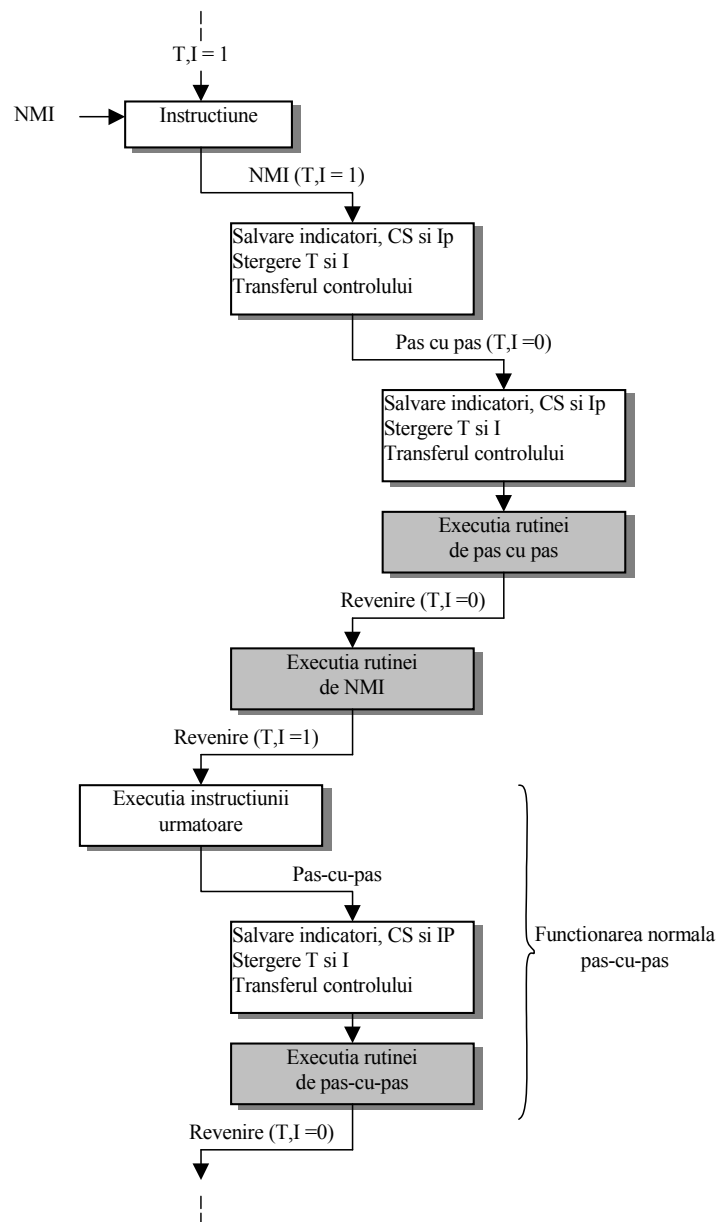 T,I = 1
NMI
Instructiune
NMI (T,I = 1)
Salvare indicatori, CS si Ip
Stergere T si I
Transferul controlului
Pas cu pas (T,I =0)
Salvare indicatori, CS si Ip
Stergere T si I
Transferul controlului
Executia rutinei
de pas cu pas
Revenire (T,I =0)
Executia rutinei
de NMI
Revenire (T,I =1)
Executia instructiunii
urmatoare
Pas-cu-pas
Salvare indicatori, CS si IP
Stergere T si I
Transferul controlului
Functionarea normala
pas-cu-pas
Executia rutinei
de pas-cu-pas
Revenire (T,I=0)